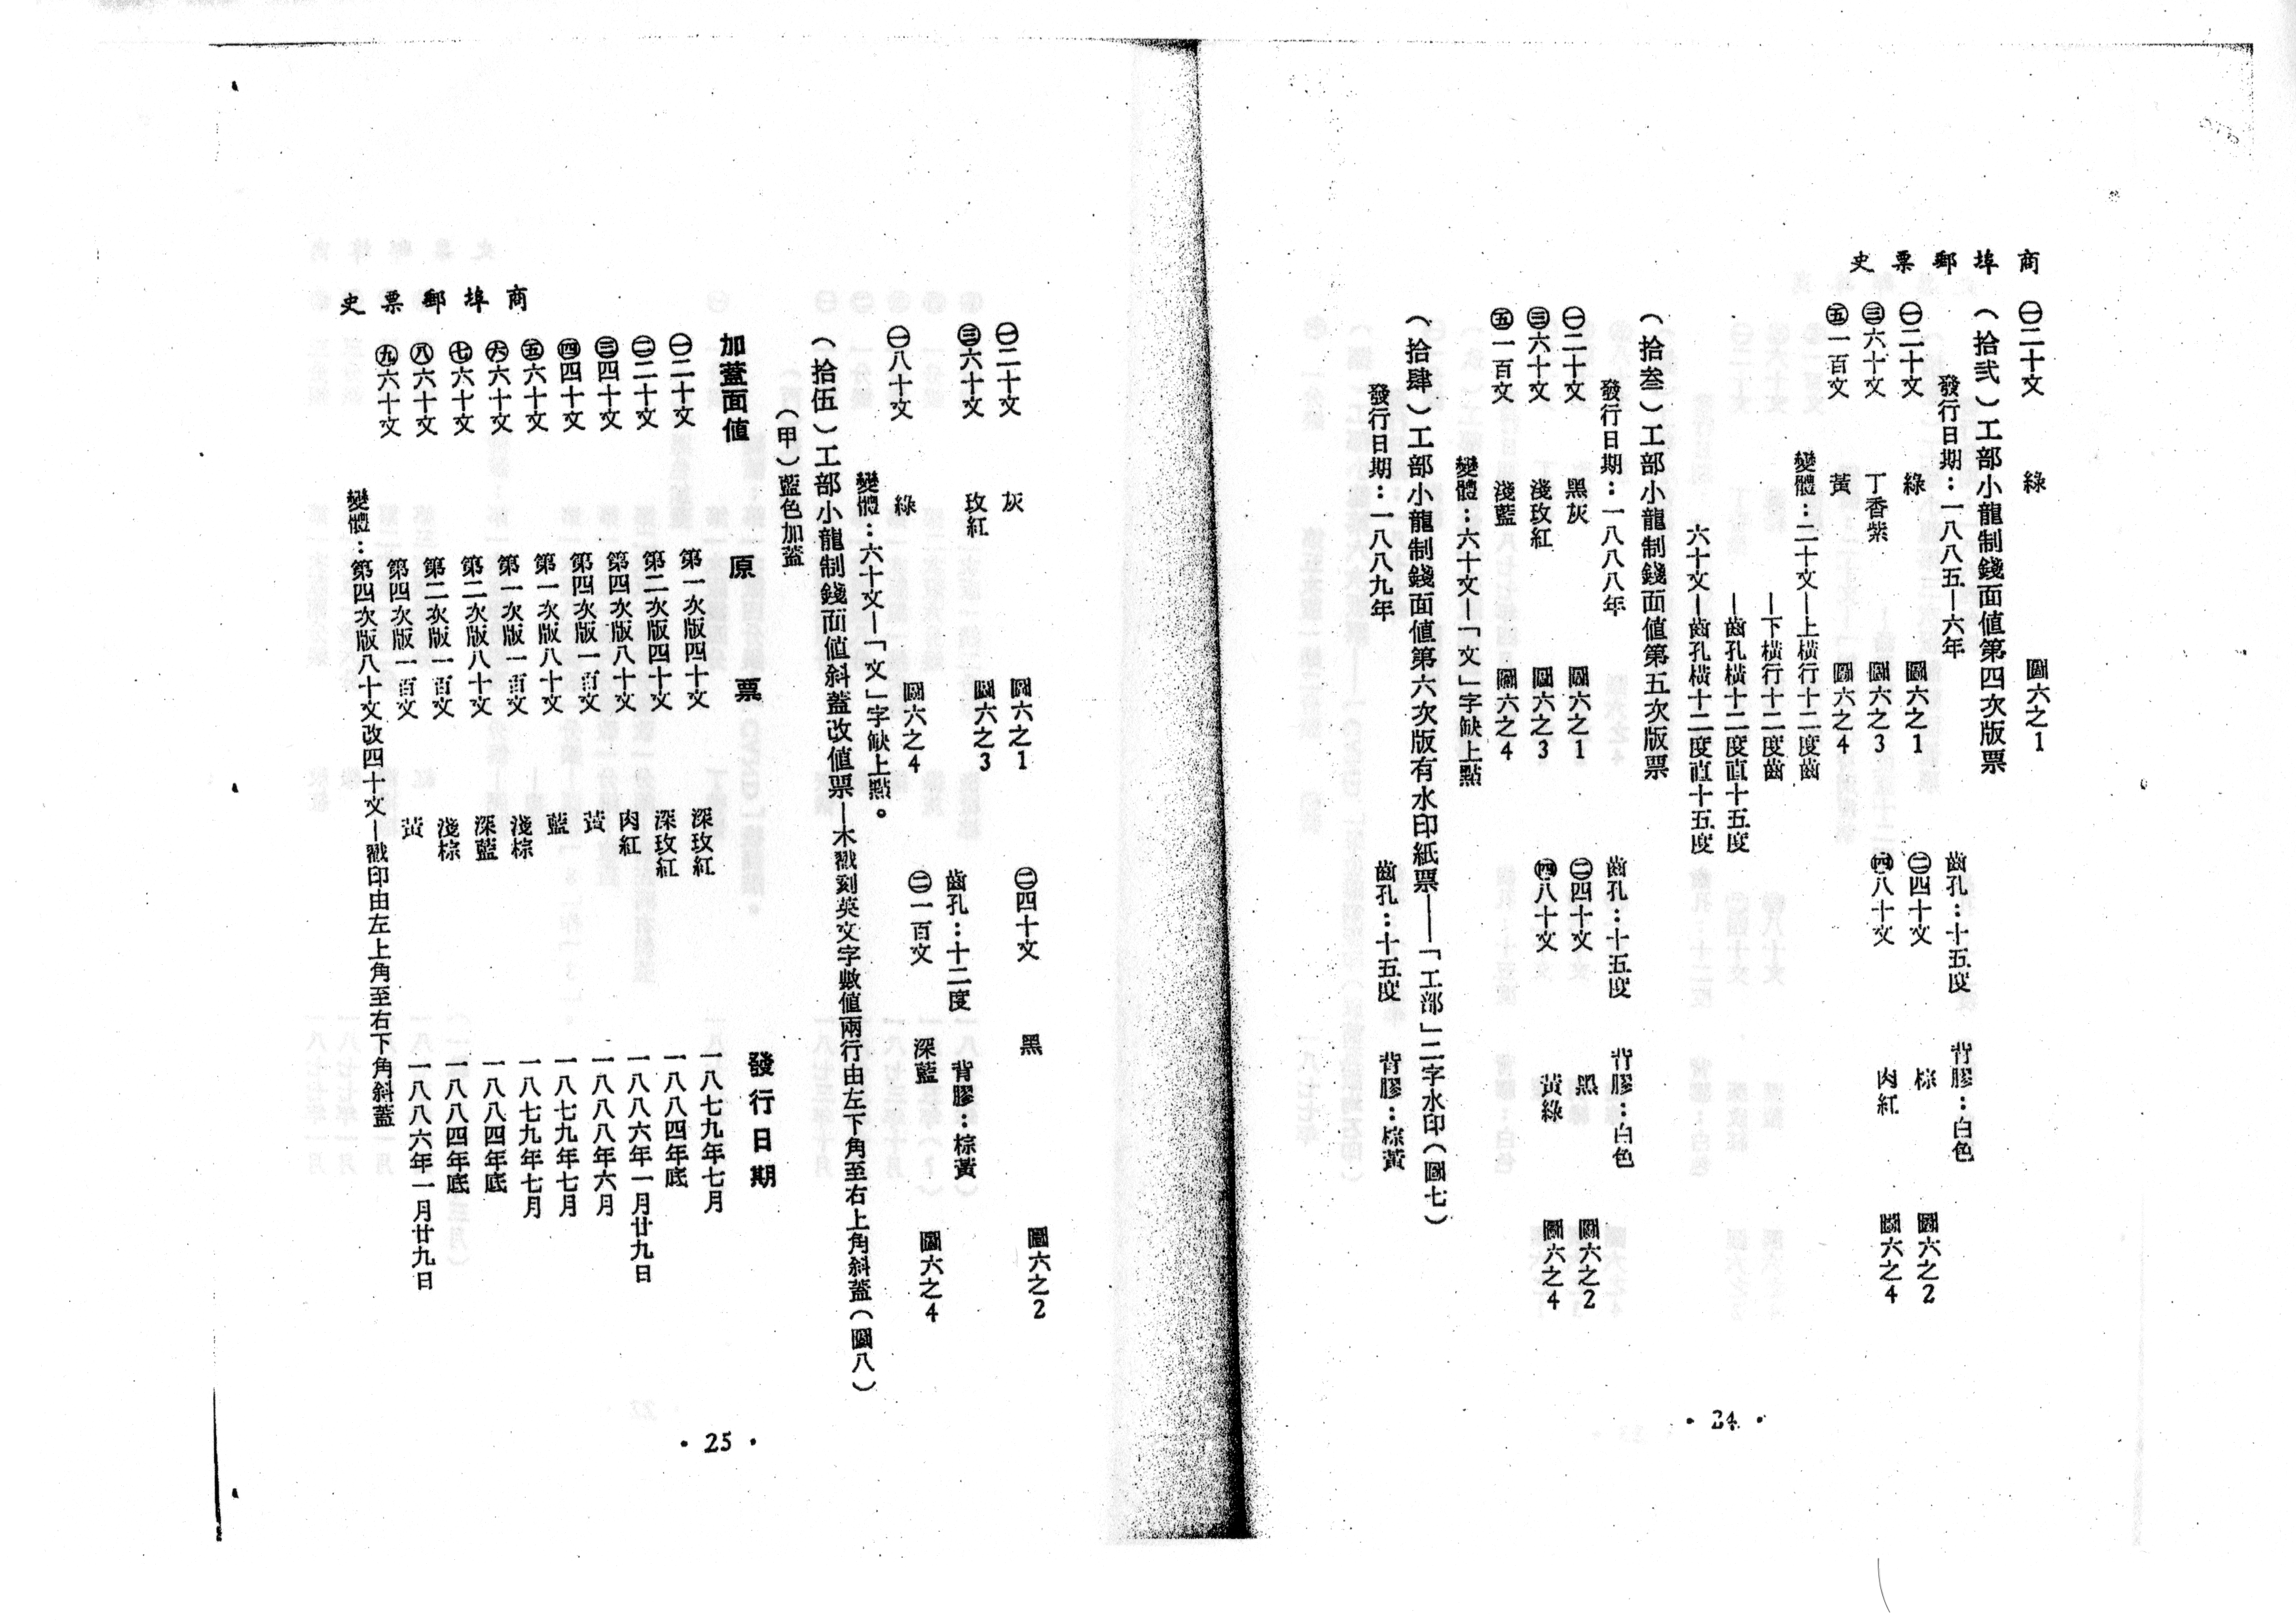 商埠郵票史
㊀二十文　綠　圖六之1
（拾弐）工部小龍制錢面值第四次版票
發行日期：一八八五—六年　齒孔：十五度　背膠：白色
㊀二十文　綠　圖六之1　㊁四十文　棕　圖六之2
㊂六十文　丁香紫　圖六之3　㊃八十文　肉紅　圖六之4
㊄一百文　黃　圖六之4
變體：二十文—上橫行十二度齒
—下橫行十二度齒
—齒孔橫十二度直十五度
六十文—齒孔橫十二度直十五度
（拾叁）工部小龍制錢面值第五次版票
發行日期：一八八八年　齒孔：十五度　背膠：白色
㊀二十文　黑灰　圖六之1　㊁四十文　黑　圖六之2
㊂六十文　淺玫紅　圖六之3　㊃八十文　黃綠　圖六之4
㊄一百文　淺藍　圖六之4
變體：六十文—「文」字缺上點
（拾肆）工部小龍制錢面值第六次版有水印紙票——「工部」二字水印（圖七）
發行日期：一八八九年　齒孔：十五度　背膠：棕黃
• 24 •
㊀二十文　灰　圖六之1　㊁四十文　黑　圖六之2
㊂六十文　玫紅　圖六之3
齒孔：十二度　背膠：棕黃
㊀八十文　綠　圖六之4　㊁一百文　深藍　圖六之4
變體：六十文—「文」字缺上點。
（拾伍）工部小龍制錢面值斜蓋改值票—木戳刻英文字數值兩行由左下角至右上角斜蓋（圖八）
（甲）藍色加蓋
加蓋面值　原票　發行日期
㊀二十文　第一次版四十文　深玫紅　一八七九年七月
㊁二十文　第二次版四十文　深玫紅　一八八四年底
㊂四十文　第四次版八十文　肉紅　一八八六年一月廿九日
㊃四十文　第四次版一百文　黃　一八八八年六月
㊄六十文　第一次版八十文　藍　一八七九年七月
㊅六十文　第一次版一百文　淺棕　一八七九年七月
㊆六十文　第二次版八十文　深藍　一八八四年底
㊇六十文　第二次版一百文　淺棕　一八八四年底
㊈六十文　第四次版一百文　黃　一八八六年一月廿九日
變體：第四次版八十文改四十文—戳印由左上角至右下角斜蓋
商埠郵票史
• 25 •